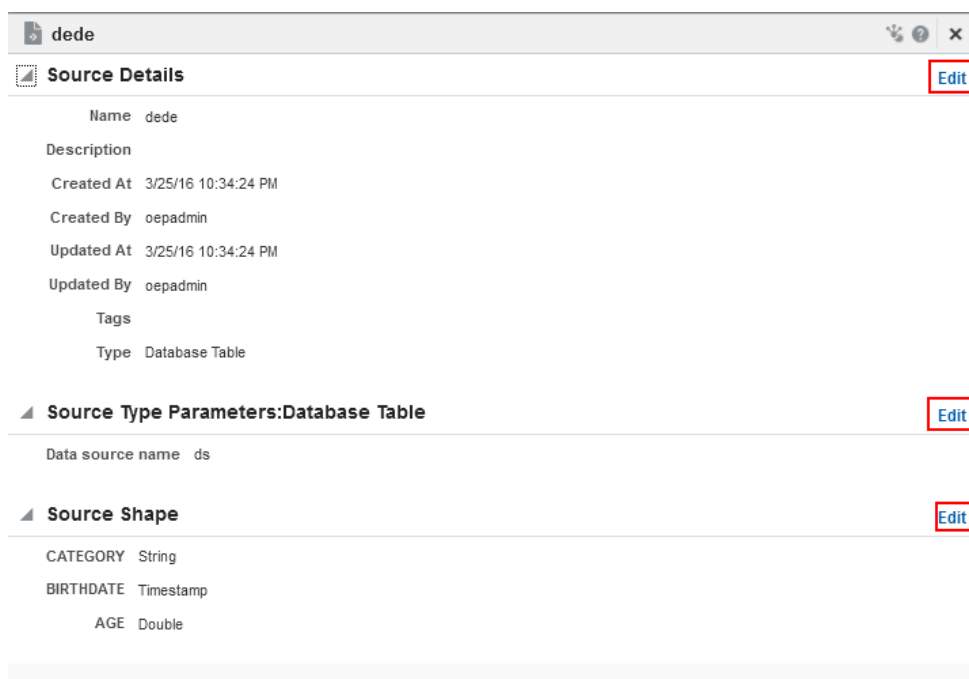 dede
Source Details Edit
Name dede
Description
Created At 3/25/16 10:34:24 PM
Created By oepadmin
Updated At 3/25/16 10:34:24 PM
Updated By oepadmin
Tags
Type Database Table
Source Type Parameters:Database Table Edit
Data source name ds
Source Shape Edit
CATEGORY String
BIRTHDATE Timestamp
AGE Double